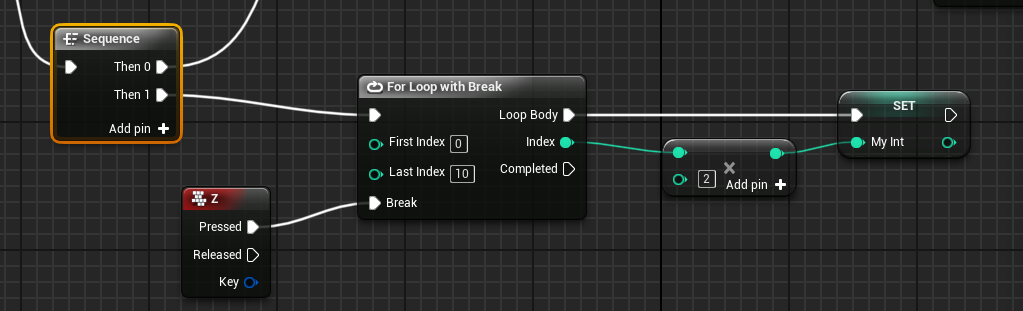 Sequence
Then 0
Then 1
Add pin
For Loop with Break
Loop Body
First Index 0
Index
Last Index 10
Completed
Break
SET
My Int
×
2
Add pin
Z
Pressed
Released
Key